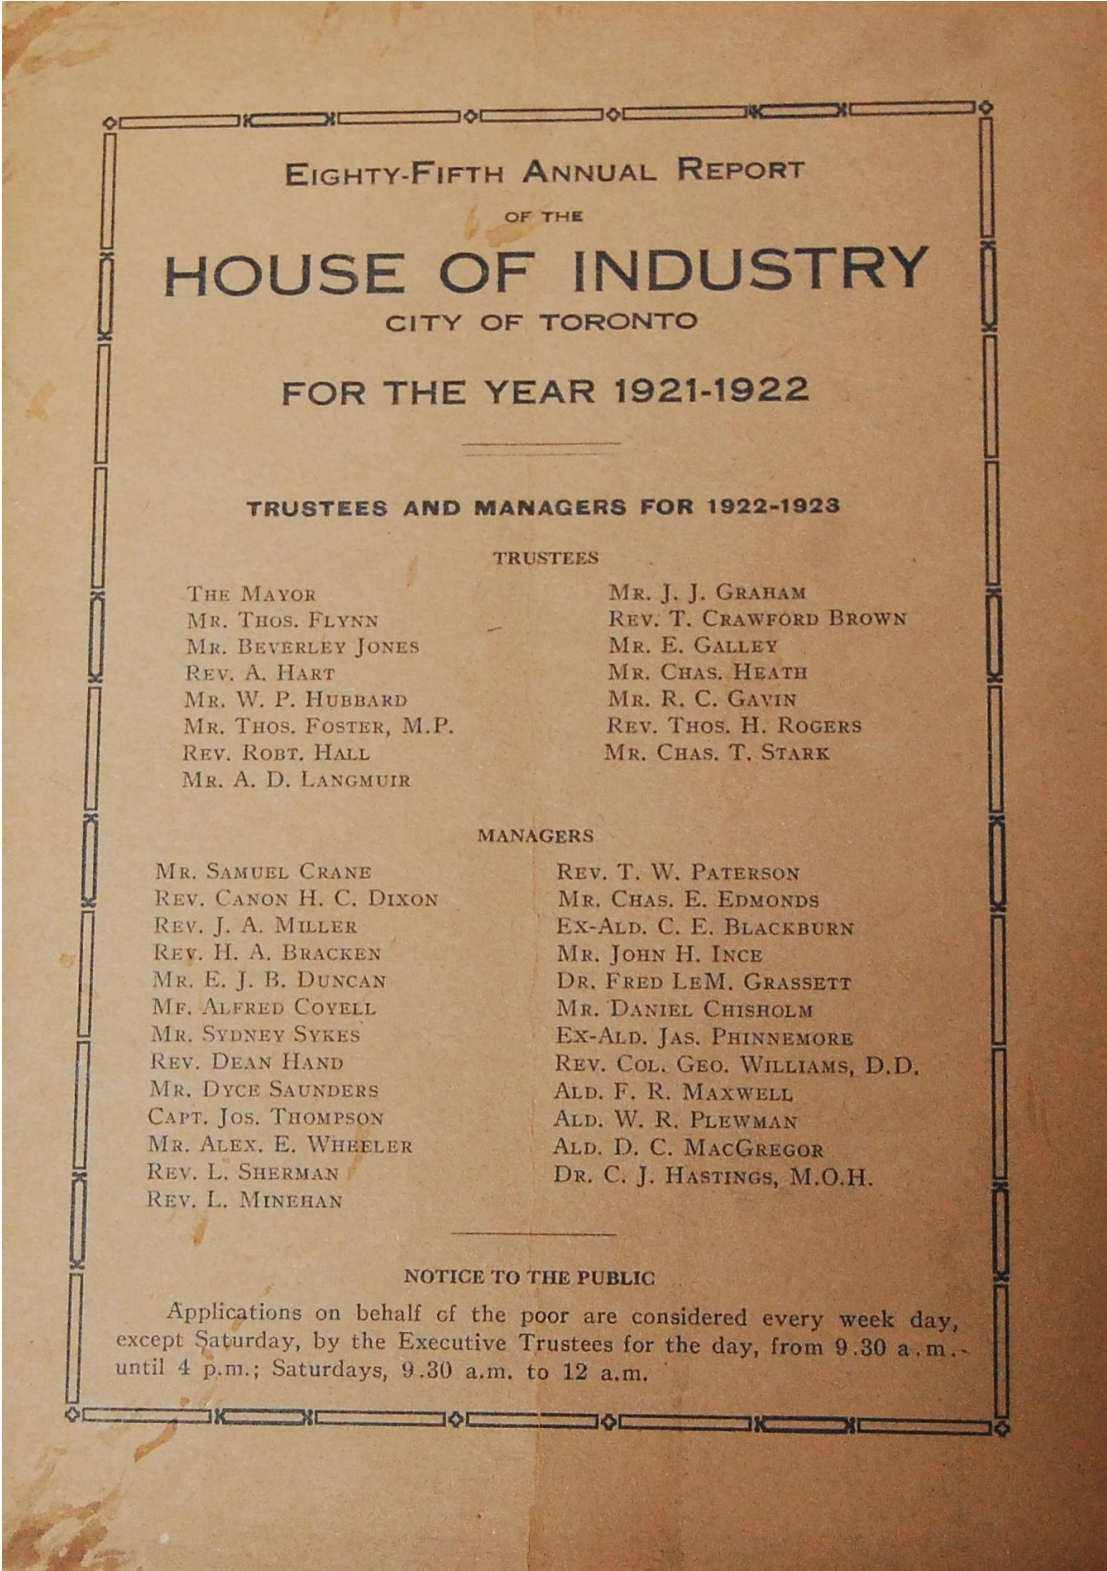 EIGHTY-FIFTH ANNUAL REPORT
OF THE
HOUSE OF INDUSTRY
CITY OF TORONTO
FOR THE YEAR 1921-1922
TRUSTEES AND MANAGERS FOR 1922-1923
TRUSTEES
THE MAYOR
MR. THOS. FLYNN
MR. BEVERLEY JONES
REV. A. HART
MR. W. P. HUBBARD
MR. THOS. FOSTER, M.P.
REV. ROBT. HALL
MR. A. D. LANGMUIR
MR. J. J. GRAHAM
REV. T. CRAWFORD BROWN
MR. E. GALLEY
MR. CHAS. HEATH
MR. R. C. GAVIN
REV. THOS. H. ROGERS
MR. CHAS. T. STARK
MANAGERS
MR. SAMUEL CRANE
REV. CANON H. C. DIXON
REV. J. A. MILLER
REV. H. A. BRACKEN
MR. E. J. B. DUNCAN
MR. ALFRED COYELL
MR. SYDNEY SYKES
REV. DEAN HAND
MR. DYCE SAUNDERS
CAPT. JOS. THOMPSON
MR. ALEX. E. WHEELER
REV. L. SHERMAN
REV. L. MINEHAN
REV. T. W. PATERSON
MR. CHAS. E. EDMONDS
EX-ALD. C. E. BLACKBURN
MR. JOHN H. INCE
DR. FRED LEM. GRASSETT
MR. DANIEL CHISHOLM
EX-ALD. JAS. PHINNEMORE
REV. COL. GEO. WILLIAMS, D.D.
ALD. F. R. MAXWELL
ALD. W. R. PLEWMAN
ALD. D. C. MACGREGOR
DR. C. J. HASTINGS, M.O.H.
NOTICE TO THE PUBLIC
Applications on behalf of the poor are considered every week day,
except Saturday, by the Executive Trustees for the day, from 9.30 a.m.
until 4 p.m.; Saturdays, 9.30 a.m. to 12 a.m.